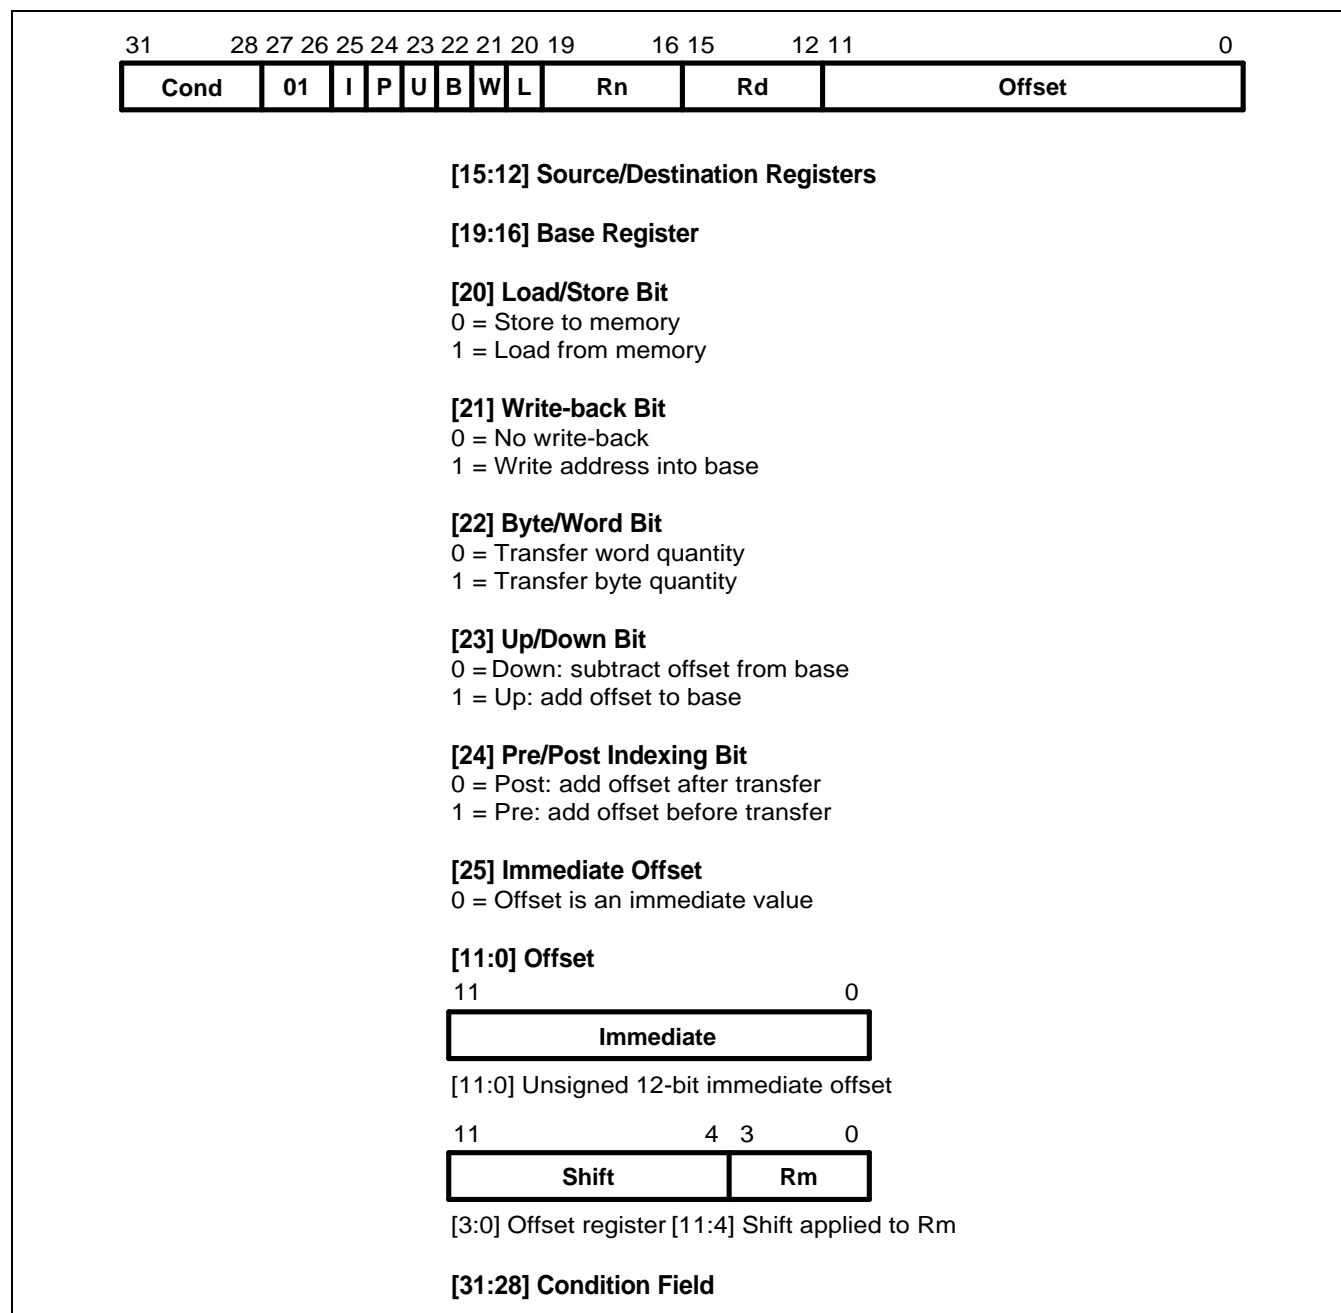 31 28 27 26 25 24 23 22 21 20 19 16 15 12 11 0
Cond 01 I P U B W L Rn Rd Offset
[15:12] Source/Destination Registers
[19:16] Base Register
[20] Load/Store Bit
0 = Store to memory
1 = Load from memory
[21] Write-back Bit
0 = No write-back
1 = Write address into base
[22] Byte/Word Bit
0 = Transfer word quantity
1 = Transfer byte quantity
[23] Up/Down Bit
0 = Down: subtract offset from base
1 = Up: add offset to base
[24] Pre/Post Indexing Bit
0 = Post: add offset after transfer
1 = Pre: add offset before transfer
[25] Immediate Offset
0 = Offset is an immediate value
[11:0] Offset
11 0
Immediate
[11:0] Unsigned 12-bit immediate offset
11 4 3 0
Shift Rm
[3:0] Offset register [11:4] Shift applied to Rm
[31:28] Condition Field